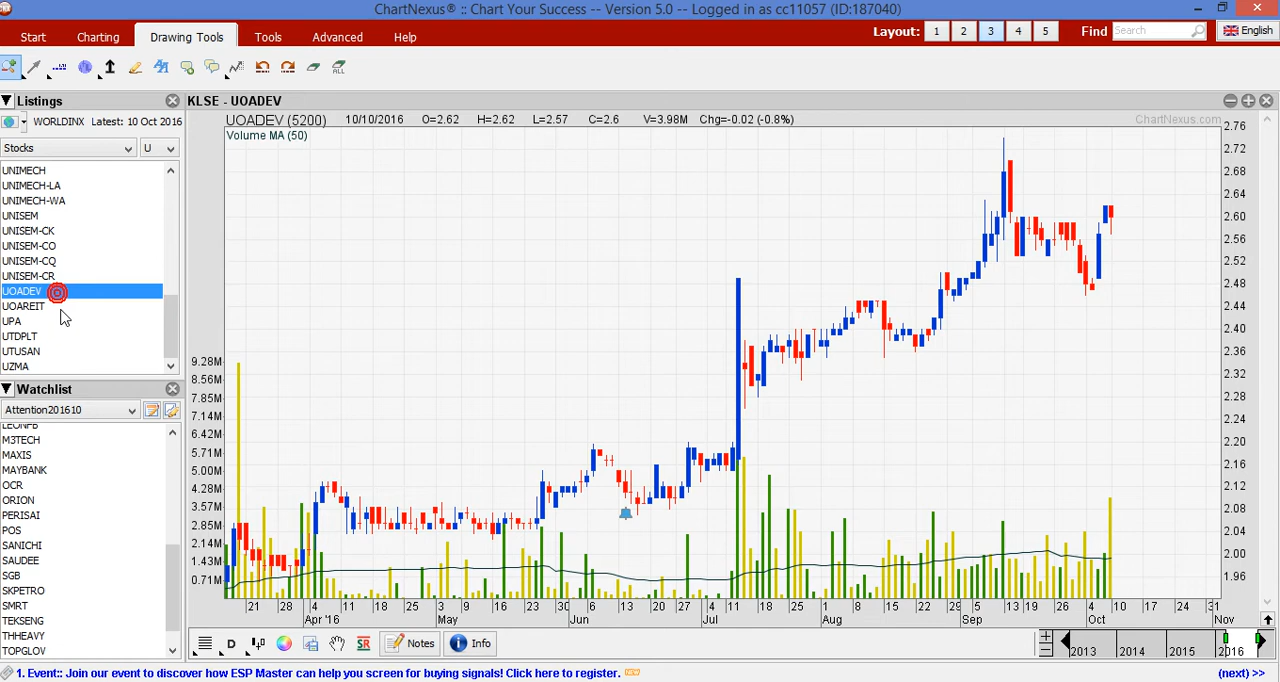 ChartNexus® :: Chart Your Success -- Version 5.0 -- Logged in as cc11057 (ID:187040)
Start Charting Drawing Tools Tools Advanced Help
Layout: 1 2 3 4 5
Find Search English
ALL
Listings
WORLDINX Latest: 10 Oct 2016
Stocks U
UNIMECH
UNIMECH-LA
UNIMECH-WA
UNISEM
UNISEM-CK
UNISEM-CO
UNISEM-CQ
UNISEM-CR
UOADEV
UOAREIT
UPA
UTDPLT
UTUSAN
UZMA
Watchlist
Attention201610
LEONFB
M3TECH
MAXIS
MAYBANK
OCR
ORION
PERISAI
POS
SANICHI
SAUDEE
SGB
SKPETRO
SMRT
TEKSENG
THHEAVY
TOPGLOV
KLSE - UOADEV
UOADEV (5200) 10/10/2016 O=2.62 H=2.62 L=2.57 C=2.6 V=3.98M Chg=-0.02 (-0.8%)
ChartNexus.com
Volume MA (50)
9.28M
8.56M
7.85M
7.14M
6.42M
5.71M
5.00M
4.28M
3.57M
2.85M
2.14M
1.43M
0.71M
2.76
2.72
2.68
2.64
2.60
2.56
2.52
2.48
2.44
2.40
2.36
2.32
2.28
2.24
2.20
2.16
2.12
2.08
2.04
2.00
1.96
21 28 4 11 18 25 3 9 16 23 30 6 13 20 27 4 11 18 25 1 8 15 22 29 5 13 19 26 4 10 17 24 31
Apr '16 May Jun Jul Aug Sep Oct Nov
D SR Notes Info
2013 2014 2015 2016
1. Event:: Join our event to discover how ESP Master can help you screen for buying signals! Click here to register. NEW
(next) >>